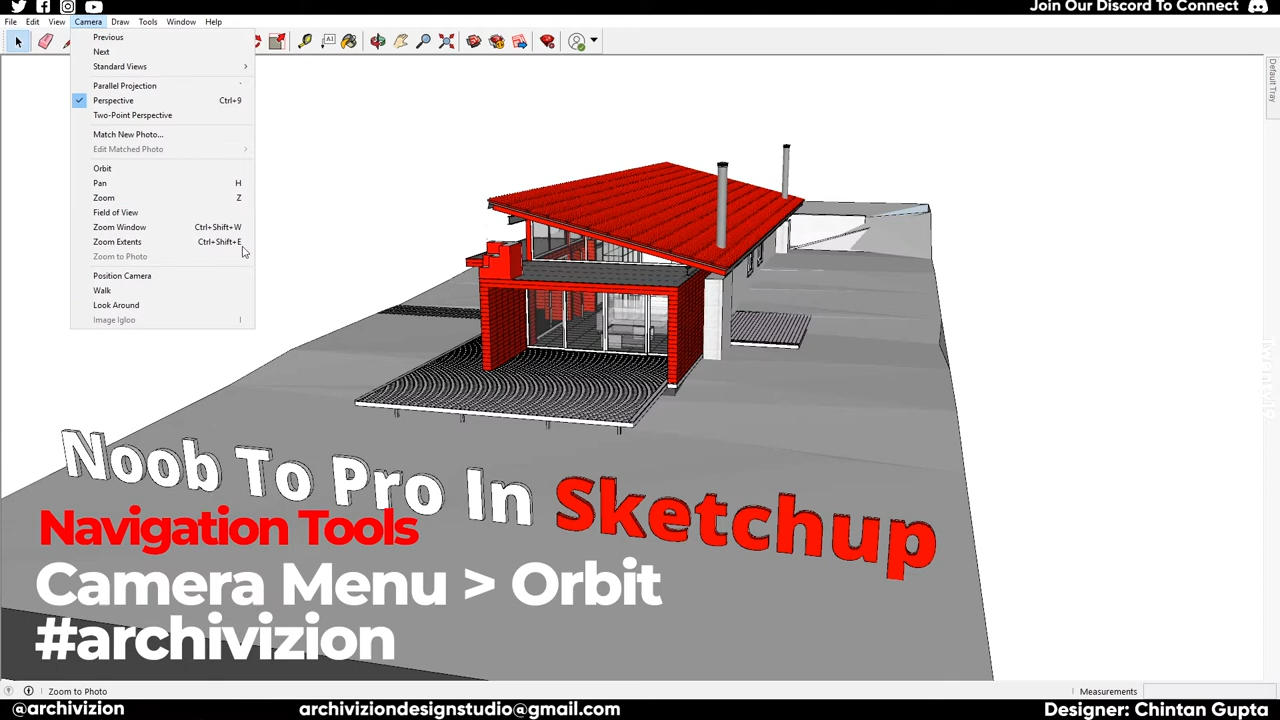 Join Our Discord To Connect
File Edit View Camera Draw Tools Window Help
Previous
Next
Standard Views
Parallel Projection `
Perspective Ctrl+9
Two-Point Perspective
Match New Photo...
Edit Matched Photo
Orbit
Pan H
Zoom Z
Field of View
Zoom Window Ctrl+Shift+W
Zoom Extents Ctrl+Shift+E
Zoom to Photo
Position Camera
Walk
Look Around
Image Igloo I
Default Tray
Noob To Pro In Sketchup
Navigation Tools
Camera Menu > Orbit
#archivizion
Zoom to Photo
Measurements
@archivizion
archiviziondesignstudio@gmail.com
Designer: Chintan Gupta